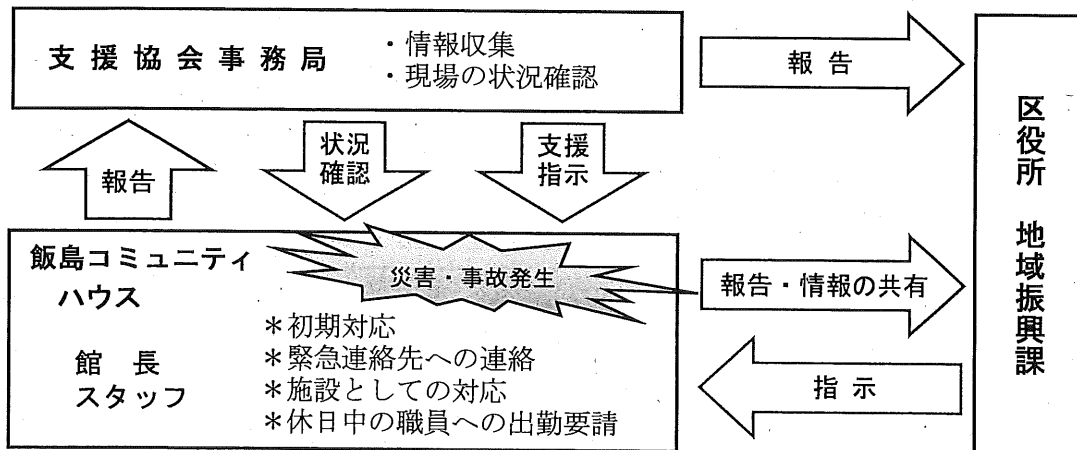 支援協会事務局
・情報収集
・現場の状況確認
報告
区役所 地域振興課
報告
状況
確認
支援
指示
飯島コミュニティ
ハウス
災害・事故発生
報告・情報の共有
館長
スタッフ
*初期対応
*緊急連絡先への連絡
*施設としての対応
*休日中の職員への出勤要請
指示